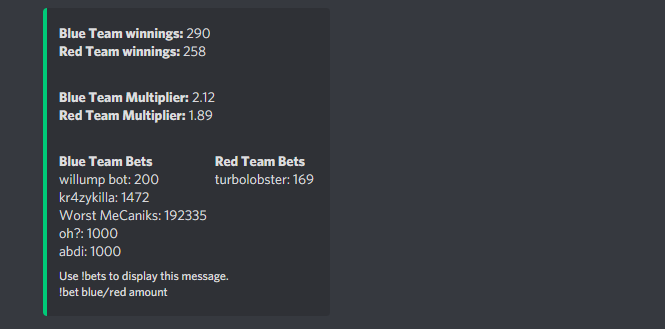 Blue Team winnings: 290
Red Team winnings: 258
Blue Team Multiplier: 2.12
Red Team Multiplier: 1.89
Blue Team Bets
willump bot: 200
kr4zykilla: 1472
Worst MeCaniks: 192335
oh?: 1000
abdi: 1000
Red Team Bets
turbolobster: 169
Use !bets to display this message.
!bet blue/red amount